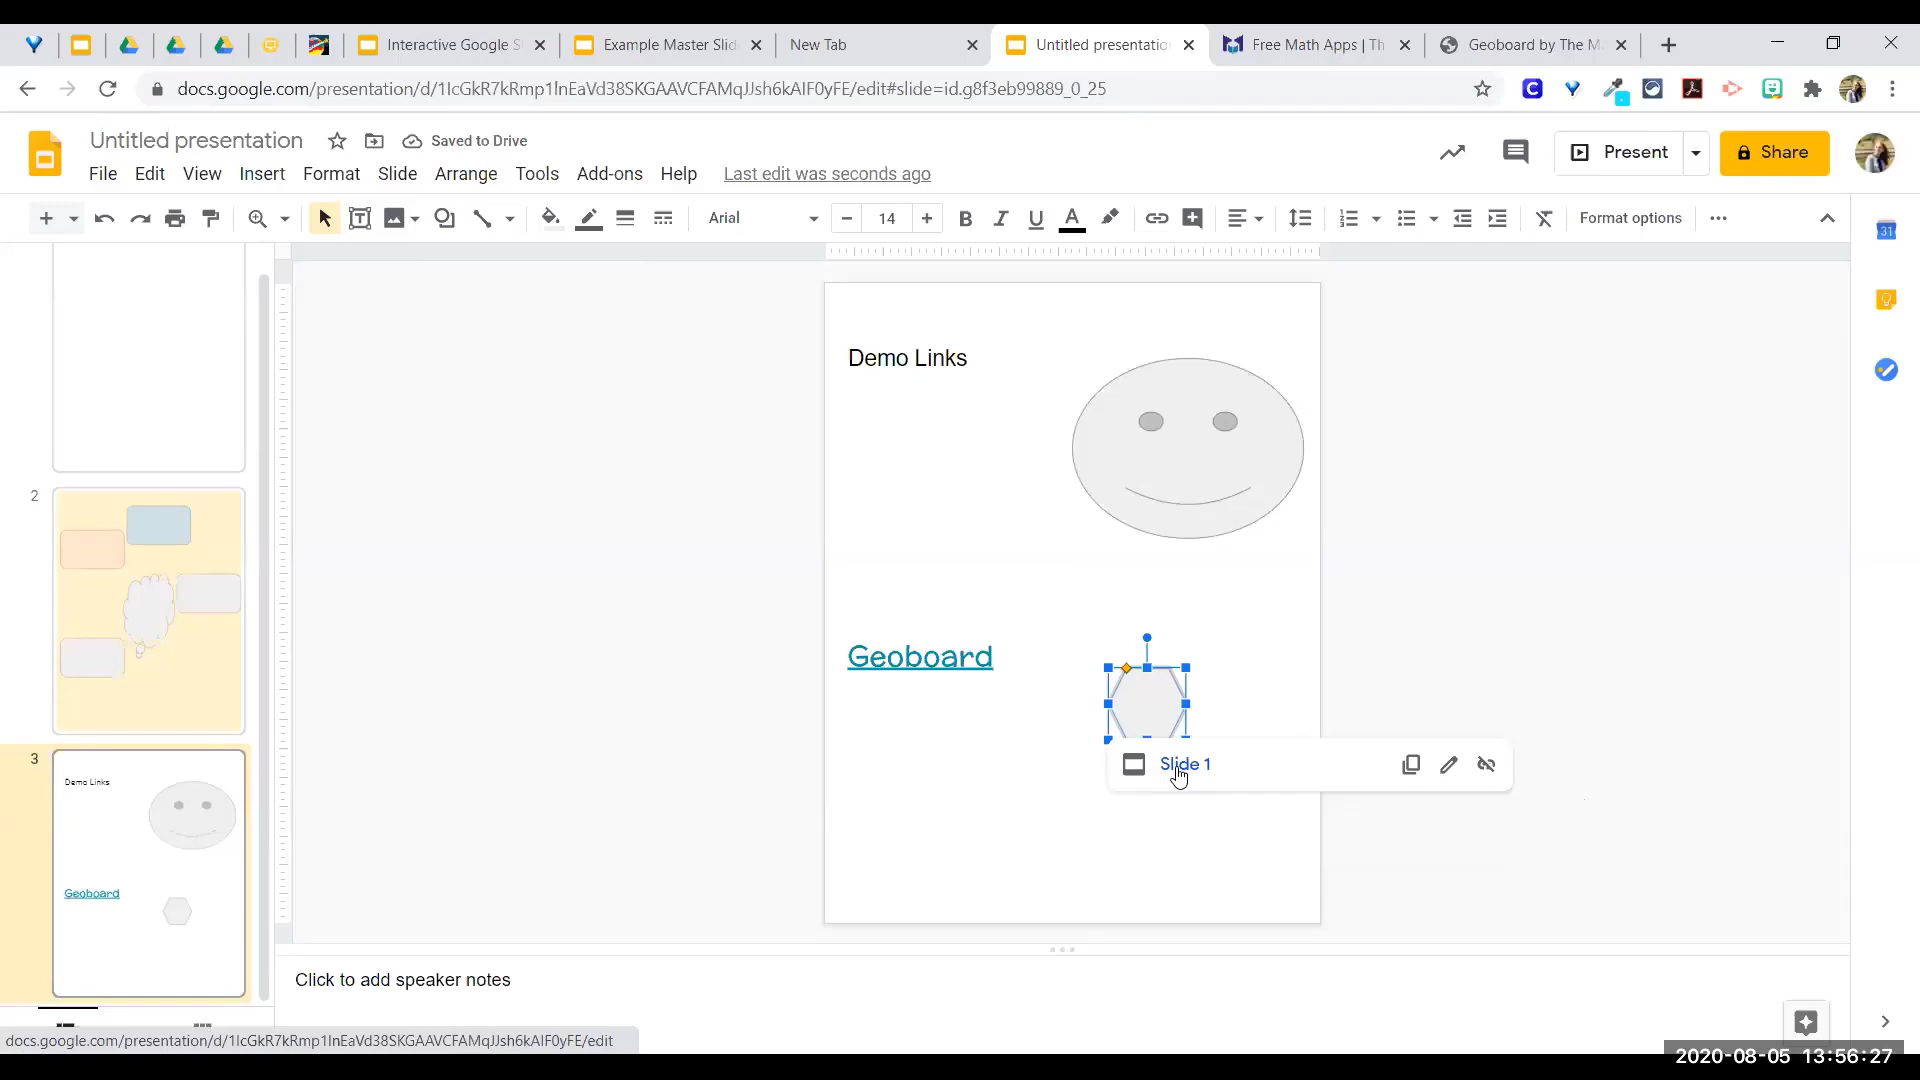 Interactive Google S
Example Master Slid
New Tab
Untitled presentatio
Free Math Apps | Th
Geoboard by The M
docs.google.com/presentation/d/1IcGkR7kRmp1InEaVd38SKGAAVCFAMqJJsh6kAIF0yFE/edit#slide=id.g8f3eb99889_0_25
Untitled presentation
Saved to Drive
Present
Share
File Edit View Insert Format Slide Arrange Tools Add-ons Help Last edit was seconds ago
Arial
14
Format options
31
Demo Links
Geoboard
Slide 1
2
3
Demo Links
Geoboard
Click to add speaker notes
docs.google.com/presentation/d/1IcGkR7kRmp1InEaVd38SKGAAVCFAMqJJsh6kAIF0yFE/edit
2020-08-05 13:56:27